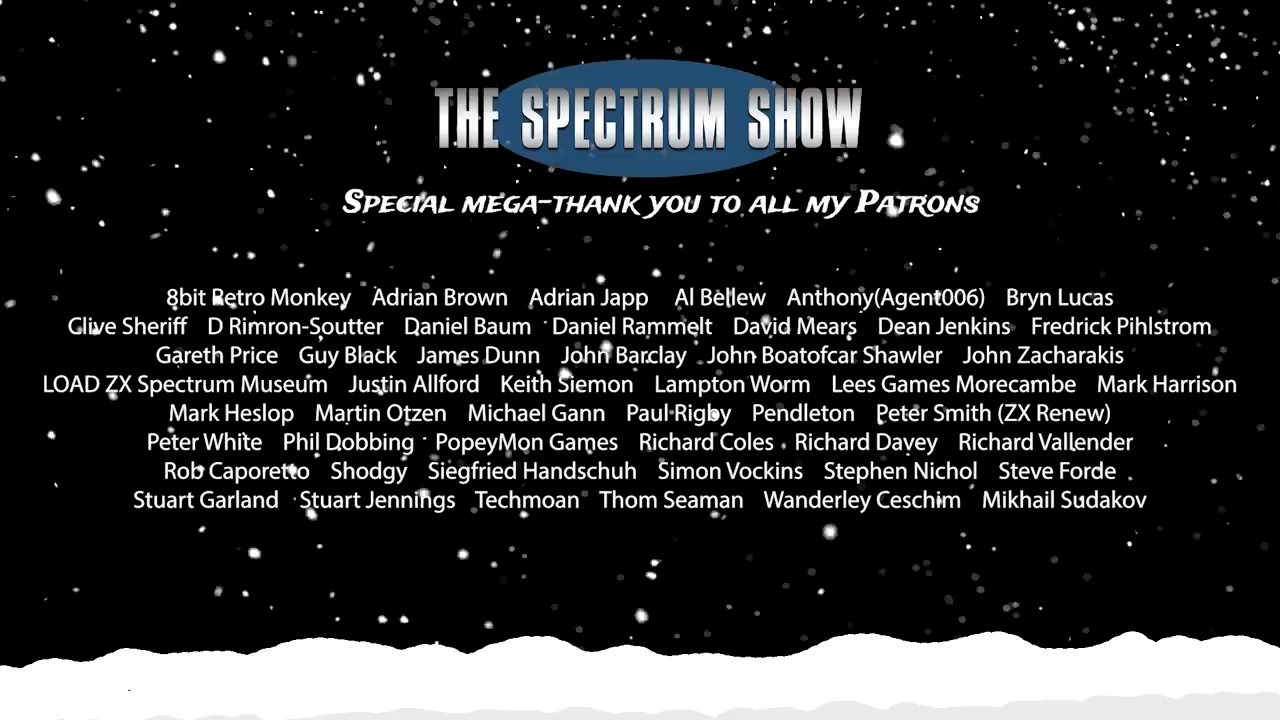 THE SPECTRUM SHOW
Special mega-thank you to all my Patrons
8bit Retro Monkey Adrian Brown Adrian Japp Al Bellew Anthony(Agent006) Bryn Lucas
Clive Sheriff D Rimron-Soutter Daniel Baum Daniel Rammelt David Mears Dean Jenkins Fredrick Pihlstrom
Gareth Price Guy Black James Dunn John Barclay John Boatofcar Shawler John Zacharakis
LOAD ZX Spectrum Museum Justin Allford Keith Siemon Lampton Worm Lees Games Morecambe Mark Harrison
Mark Heslop Martin Otzen Michael Gann Paul Rigby Pendleton Peter Smith (ZX Renew)
Peter White Phil Dobbing PopeyMon Games Richard Coles Richard Davey Richard Vallender
Rob Caporetto Shodgy Siegfried Handschuh Simon Vockins Stephen Nichol Steve Forde
Stuart Garland Stuart Jennings Techmoan Thom Seaman Wanderley Ceschim Mikhail Sudakov